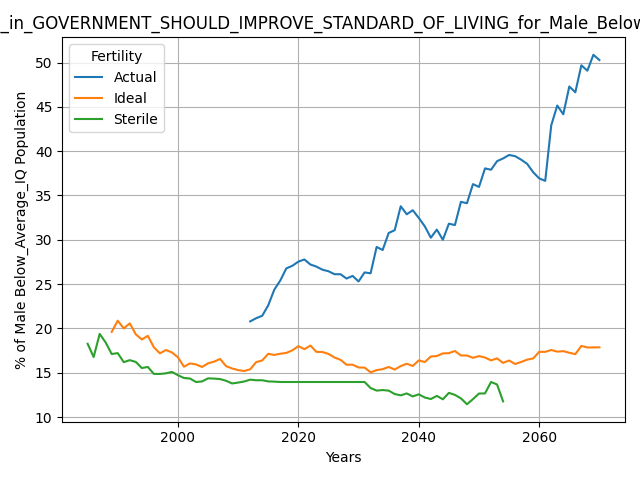 _in_GOVERNMENT_SHOULD_IMPROVE_STANDARD_OF_LIVING_for_Male_Below
Fertility
Actual
Ideal
Sterile
% of Male Below_Average_IQ Population
50
45
40
35
30
25
20
15
10
2000
2020
2040
2060
Years